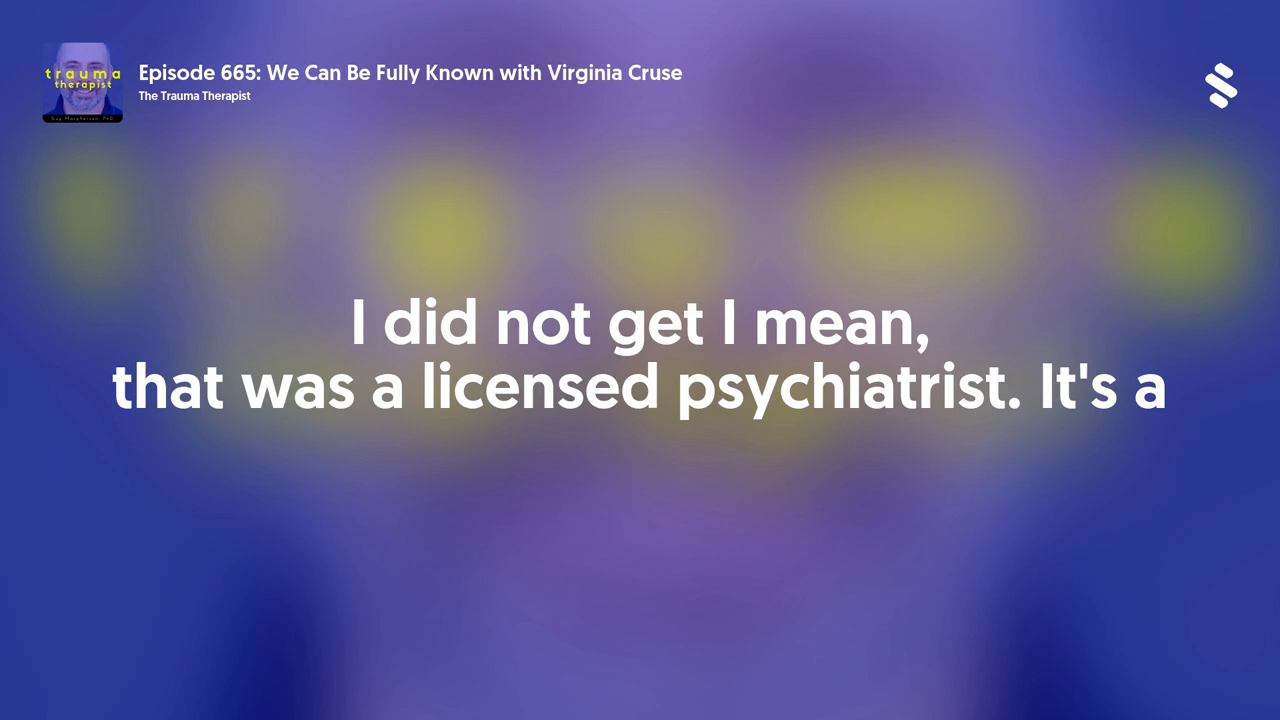 trauma
therapist
Guy Macpherson, PhD
Episode 665: We Can Be Fully Known with Virginia Cruse
The Trauma Therapist
I did not get I mean,
that was a licensed psychiatrist. It's a